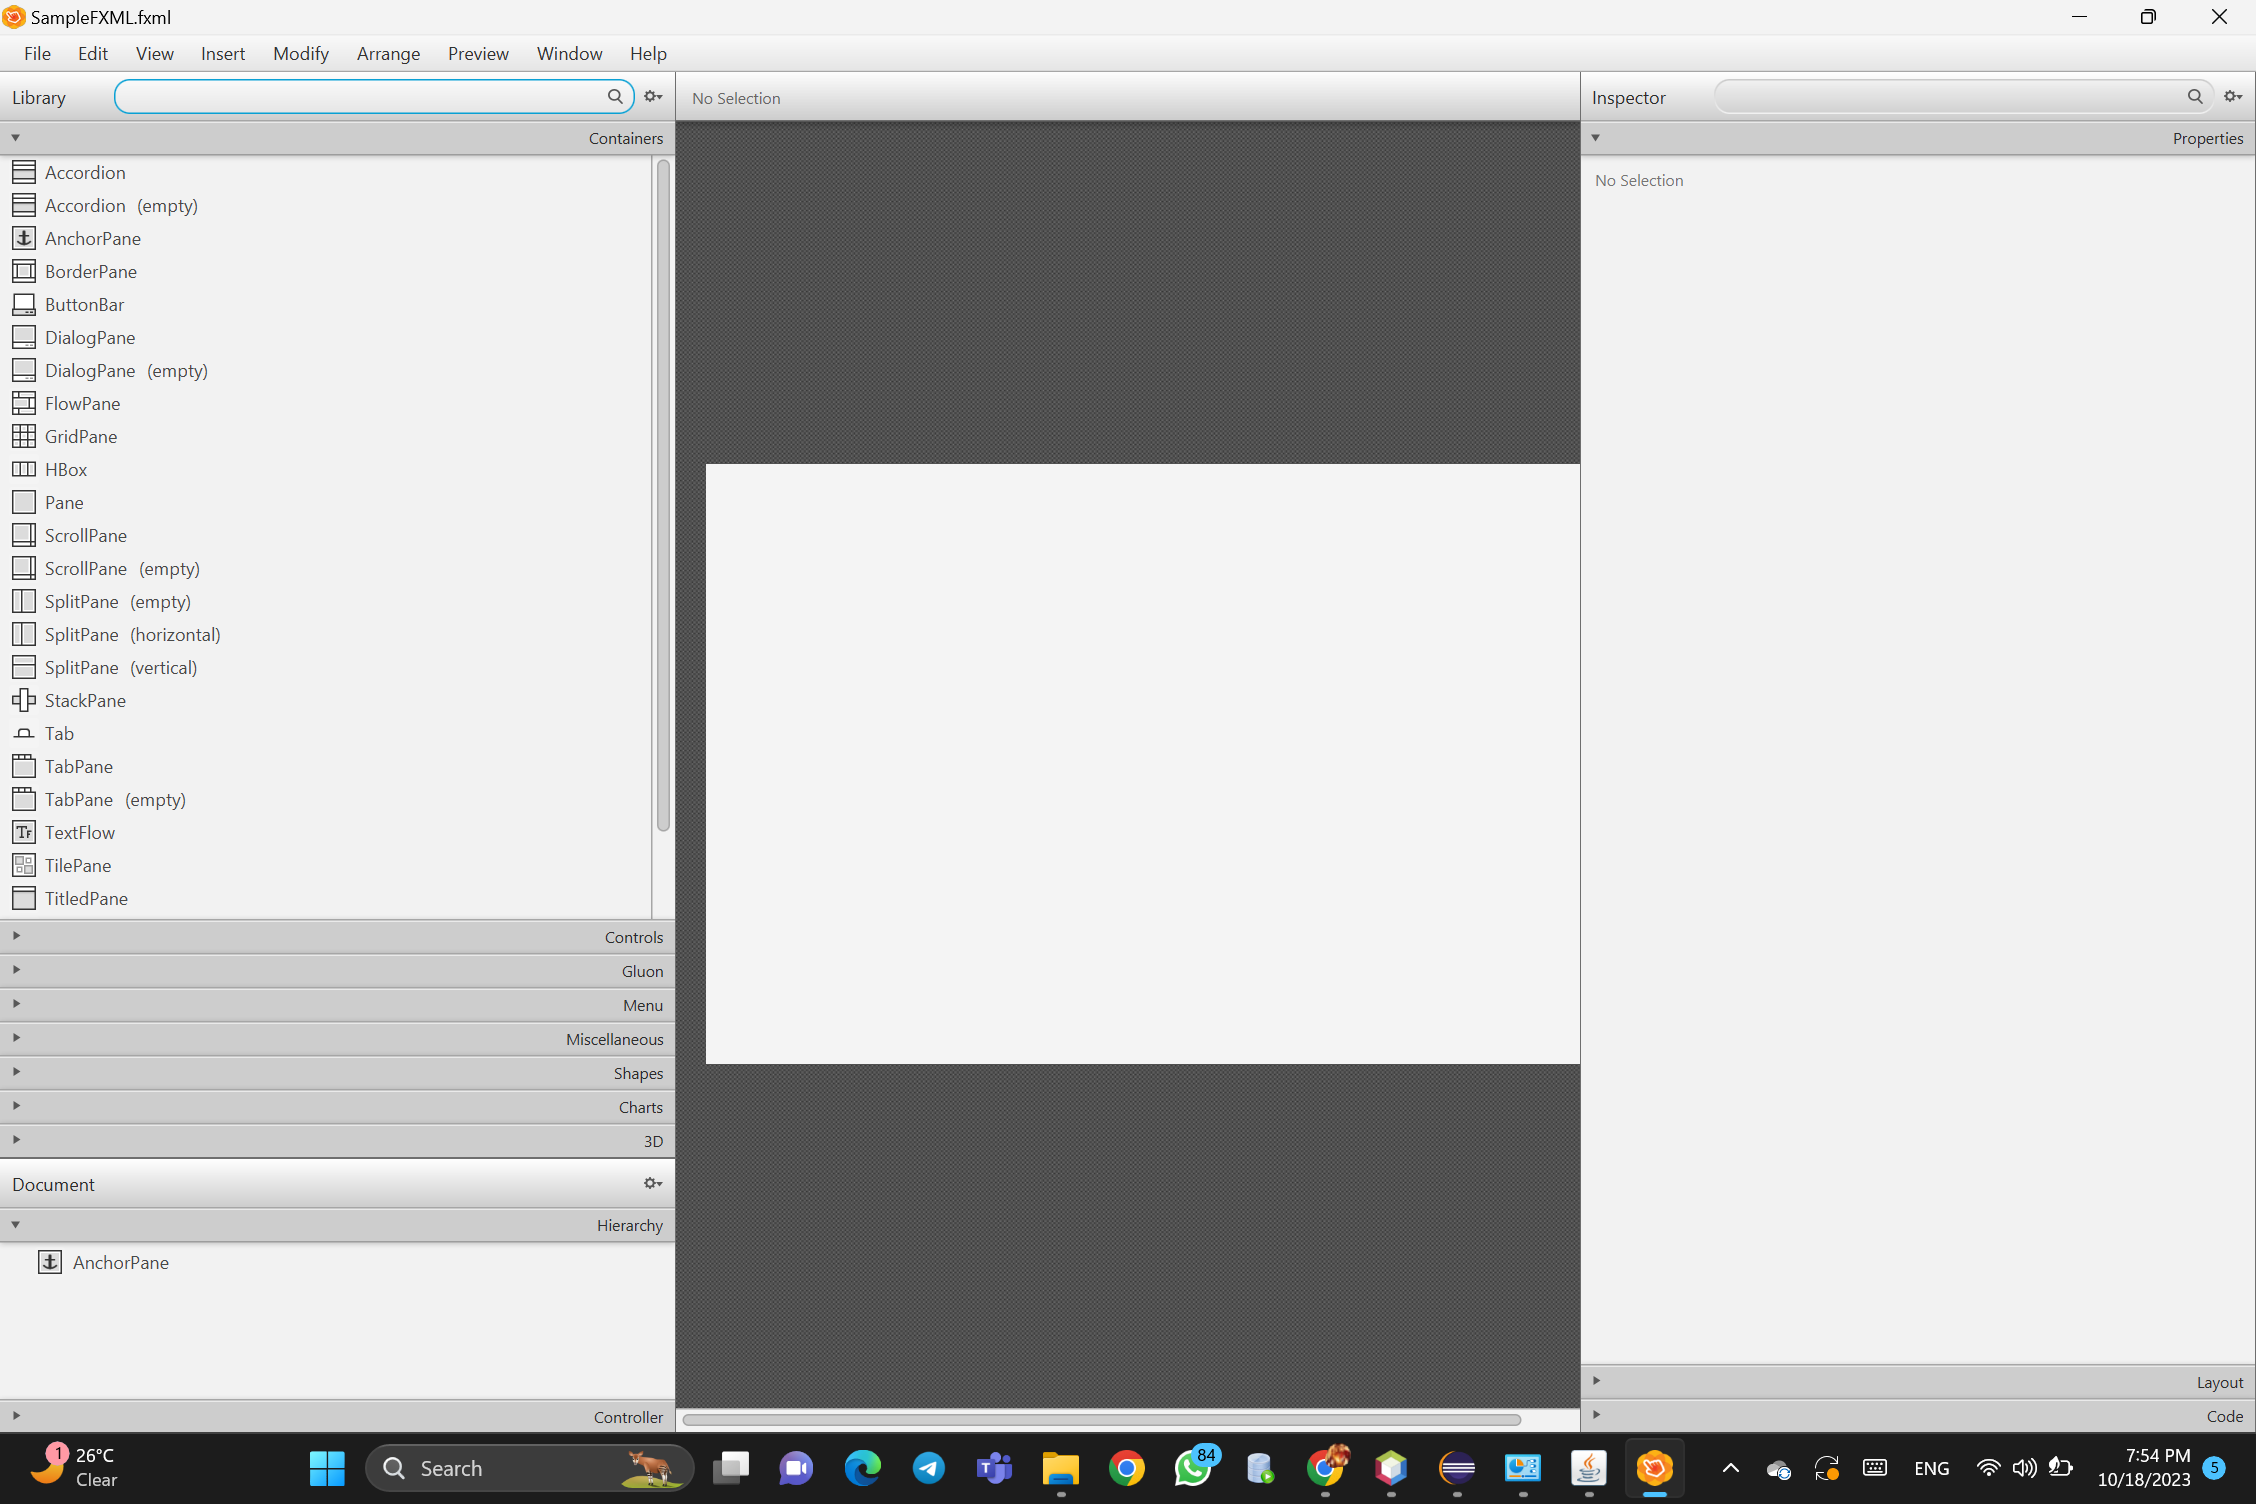 SampleFXML.fxml
File Edit View Insert Modify Arrange Preview Window Help
Library
No Selection
Inspector
Containers
Properties
No Selection
Accordion
Accordion (empty)
AnchorPane
BorderPane
ButtonBar
DialogPane
DialogPane (empty)
FlowPane
GridPane
HBox
Pane
ScrollPane
ScrollPane (empty)
SplitPane (empty)
SplitPane (horizontal)
SplitPane (vertical)
StackPane
Tab
TabPane
TabPane (empty)
TextFlow
TilePane
TitledPane
Controls
Gluon
Menu
Miscellaneous
Shapes
Charts
3D
Document
Hierarchy
AnchorPane
Controller
Layout
Code
1
26°C
Clear
Search
84
ENG
7:54 PM
10/18/2023
5